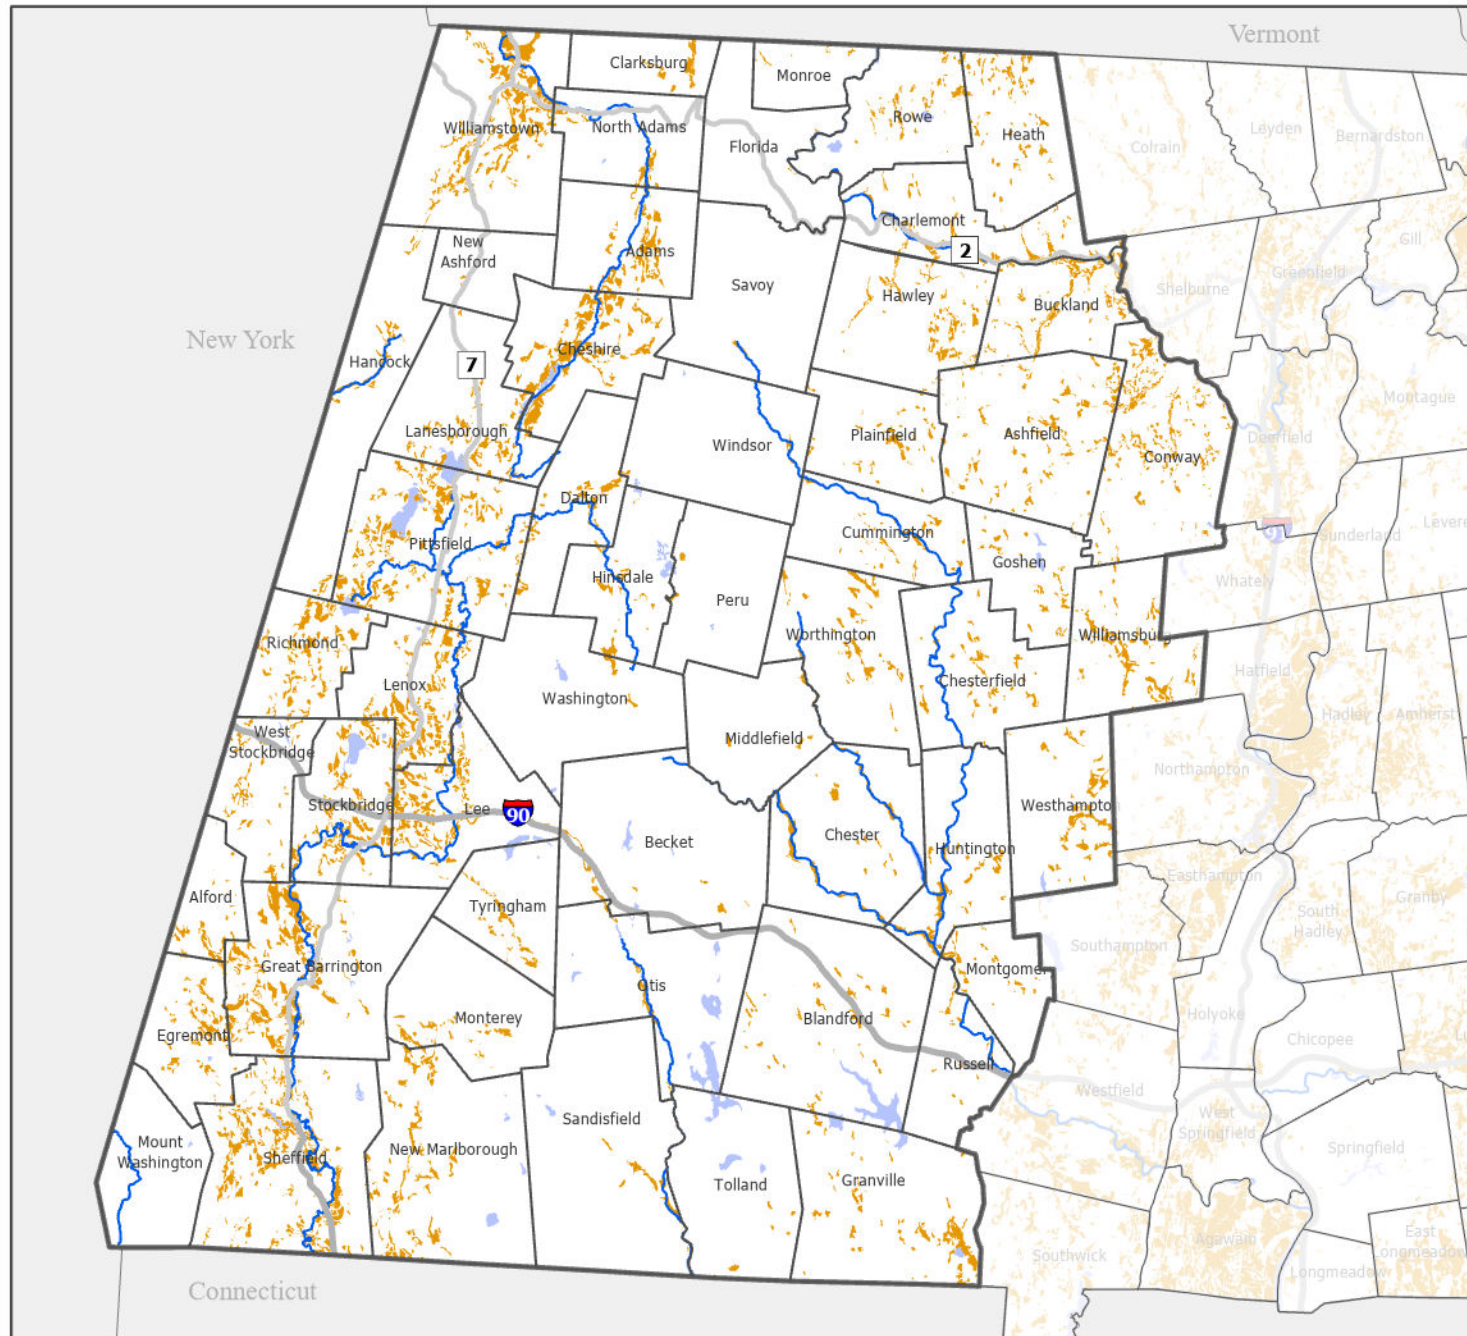 Vermont
Clarksburg
Monroe
Williamstown
North Adams
Rowe
Heath
Florida
Leyden
Bernardston
Colrain
Charlemont
2
New
Ashford
Adams
Gill
Savoy
Hawley
Buckland
Shelburne
Greenfield
New York
Hancock
7
Cheshire
Montague
Lanesborough
Windsor
Plainfield
Ashfield
Conway
Deerfield
Dalton
Pittsfield
Cummington
Goshen
91
Sunderland
Levere
Hinsdale
Peru
Whately
Richmond
Worthington
Williamsburg
Lenox
Washington
Chesterfield
Hatfield
West
Stockbridge
Middlefield
Hadley
Amherst
Northampton
Stockbridge
Lee
90
Becket
Chester
Westhampton
Huntington
Alford
Tyringham
Easthampton
Granby
South
Hadley
Great Barrington
Otis
Montgomer
Southampton
Egremont
Monterey
Blandford
Holyoke
Chicopee
Russell
Westfield
Mount
Washington
Sheffield
New Marlborough
Sandisfield
West
Springfield
Springfield
Tolland
Granville
Southwick
Agawam
East
Longmeadow
Longmeadow
Connecticut